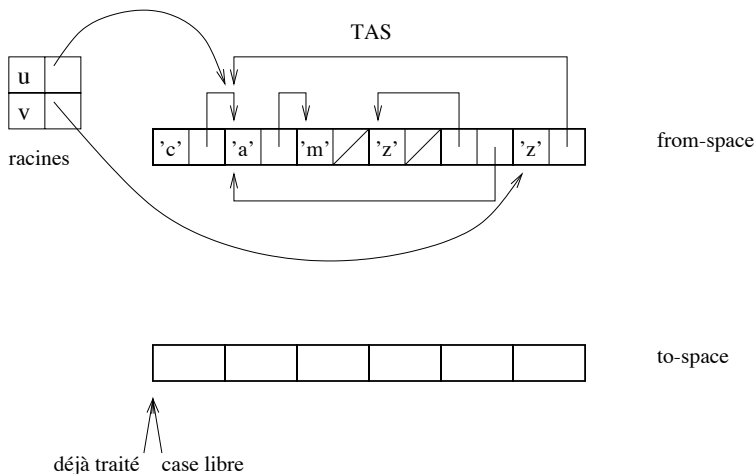 TAS
u
v
racines
'c' 'a' 'm' 'z' 'z'
from-space
to-space
déjà traité case libre